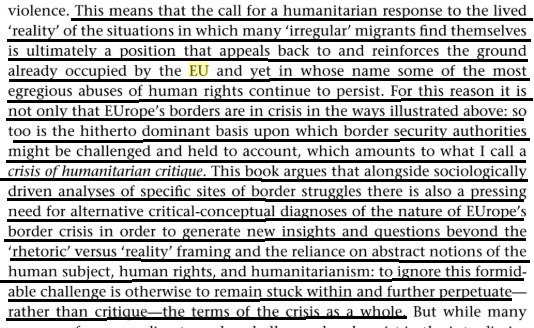 violence. This means that the call for a humanitarian response to the lived
‘reality’ of the situations in which many ‘irregular’ migrants find themselves
is ultimately a position that appeals back to and reinforces the ground
already occupied by the EU and yet in whose name some of the most
egregious abuses of human rights continue to persist. For this reason it is
not only that EUrope’s borders are in crisis in the ways illustrated above: so
too is the hitherto dominant basis upon which border security authorities
might be challenged and held to account, which amounts to what I call a
crisis of humanitarian critique. This book argues that alongside sociologically
driven analyses of specific sites of border struggles there is also a pressing
need for alternative critical-conceptual diagnoses of the nature of EUrope’s
border crisis in order to generate new insights and questions beyond the
‘rhetoric’ versus ‘reality’ framing and the reliance on abstract notions of the
human subject, human rights, and humanitarianism: to ignore this formid-
able challenge is otherwise to remain stuck within and further perpetuate—
rather than critique—the terms of the crisis as a whole. But while many